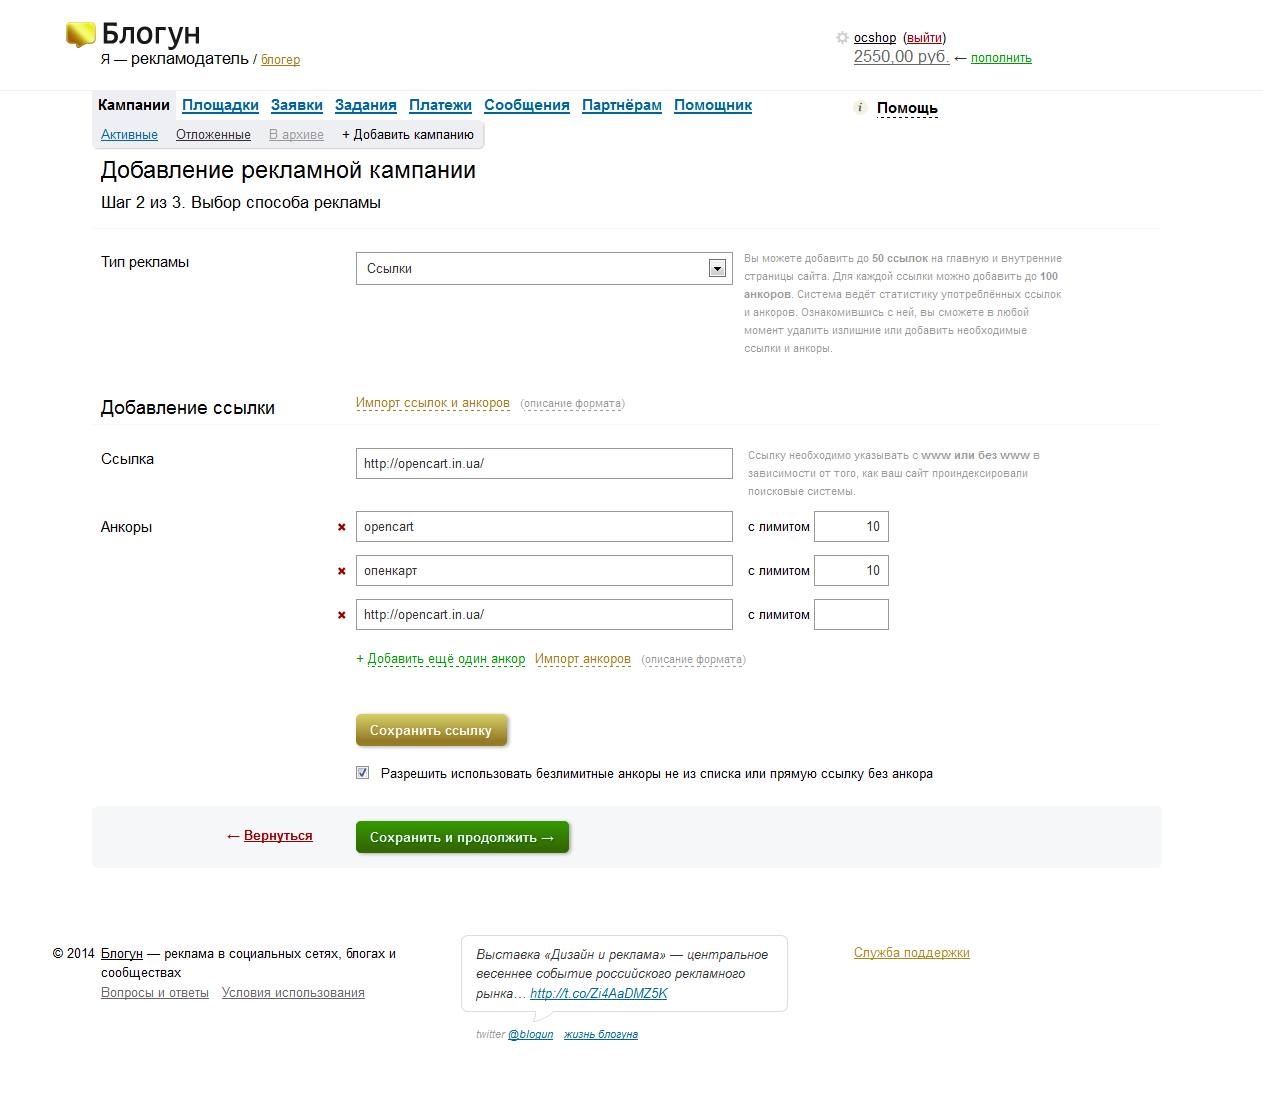 Блогун
Я — рекламодатель / блогер
ocshop (выйти)
2550,00 руб. ← пополнить
Кампании Площадки Заявки Задания Платежи Сообщения Партнёрам Помощник
i Помощь
Активные Отложенные В архиве + Добавить кампанию
Добавление рекламной кампании
Шаг 2 из 3. Выбор способа рекламы
Тип рекламы
Ссылки
Вы можете добавить до 50 ссылок на главную и внутренние
страницы сайта. Для каждой ссылки можно добавить до 100
анкоров. Система ведёт статистику употреблённых ссылок
и анкоров. Ознакомившись с ней, вы сможете в любой
момент удалить излишние или добавить необходимые
ссылки и анкоры.
Добавление ссылки
Импорт ссылок и анкоров (описание формата)
Ссылка
http://opencart.in.ua/
Ссылку необходимо указывать с www или без www в
зависимости от того, как ваш сайт проиндексировали
поисковые системы.
Анкоры
opencart с лимитом 10
опенкарт с лимитом 10
http://opencart.in.ua/ с лимитом
+ Добавить ещё один анкор Импорт анкоров (описание формата)
Сохранить ссылку
Разрешить использовать безлимитные анкоры не из списка или прямую ссылку без анкора
← Вернуться
Сохранить и продолжить →
© 2014 Блогун — реклама в социальных сетях, блогах и
сообществах
Вопросы и ответы Условия использования
Выставка «Дизайн и реклама» — центральное
весеннее событие российского рекламного
рынка… http://t.co/Zi4AaDMZ5K
twitter @blogun жизнь блогуна
Служба поддержки